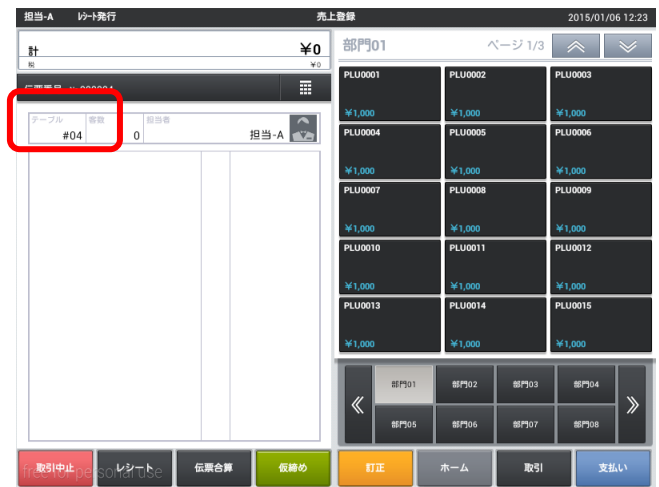 担当-A レシート発行 売上登録 2015/01/06 12:23
計 ¥0
税 ¥0
部門01 ページ 1/3
伝票番号
テーブル 客数 担当者
#04 0 担当-A
PLU0001 PLU0002 PLU0003
¥1,000 ¥1,000 ¥1,000
PLU0004 PLU0005 PLU0006
¥1,000 ¥1,000 ¥1,000
PLU0007 PLU0008 PLU0009
¥1,000 ¥1,000 ¥1,000
PLU0010 PLU0011 PLU0012
¥1,000 ¥1,000 ¥1,000
PLU0013 PLU0014 PLU0015
¥1,000 ¥1,000 ¥1,000
部門01 部門02 部門03 部門04
部門05 部門06 部門07 部門08
取引中止 レシート 伝票合算 仮締め 訂正 ホーム 取引 支払い
free for personal use